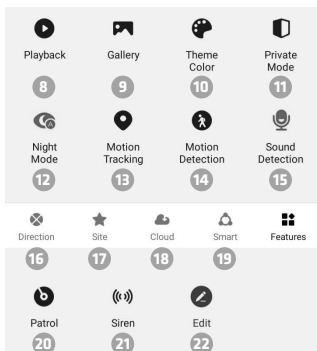 Playback Gallery Theme Color Private Mode
8 9 10 11
Night Mode Motion Tracking Motion Detection Sound Detection
12 13 14 15
Direction Site Cloud Smart Features
16 17 18 19
Patrol Siren Edit
20 21 22